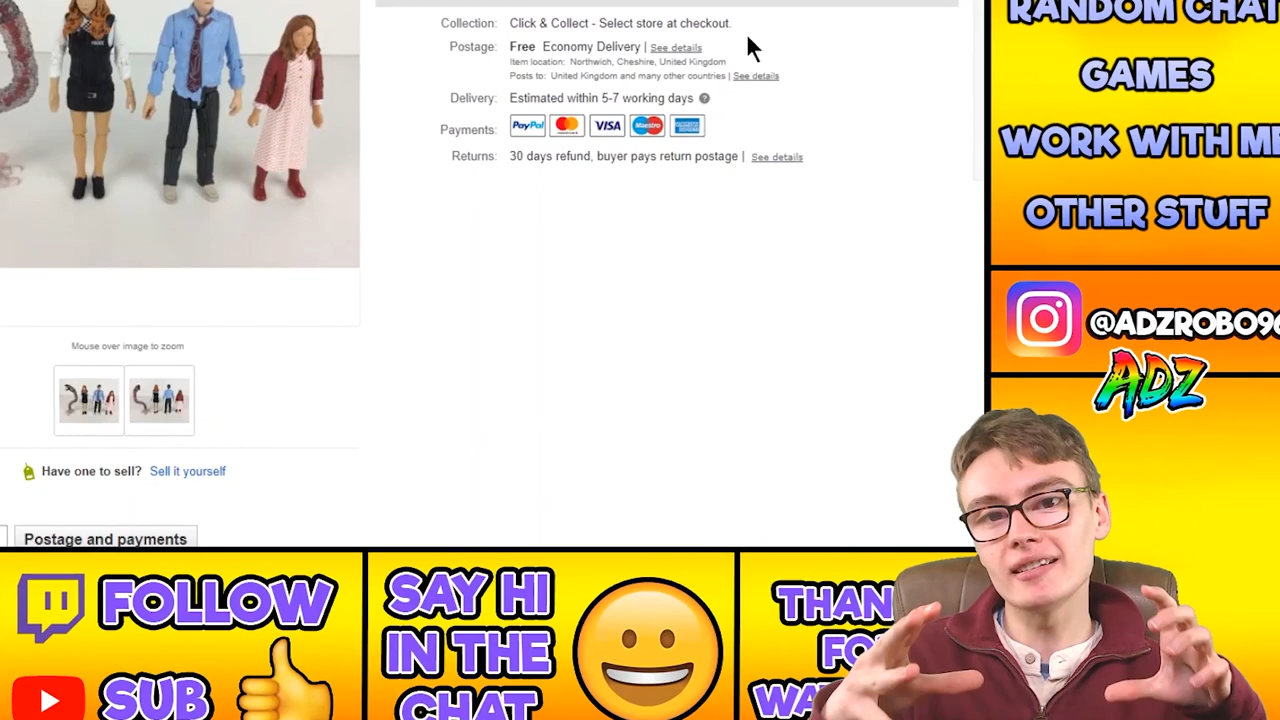 Collection: Click & Collect - Select store at checkout.
Postage: Free Economy Delivery | See details
Item location: Northwich, Cheshire, United Kingdom
Posts to: United Kingdom and many other countries | See details
Delivery: Estimated within 5-7 working days
Payments: PayPal VISA Maestro
Returns: 30 days refund, buyer pays return postage | See details
Mouse over image to zoom
Have one to sell? Sell it yourself
Postage and payments
RANDOM CHAT
GAMES
WORK WITH ME
OTHER STUFF
@ADZROBO96
ADZ
FOLLOW
SUB
SAY HI
IN THE
CHAT
THAN
FO
WA